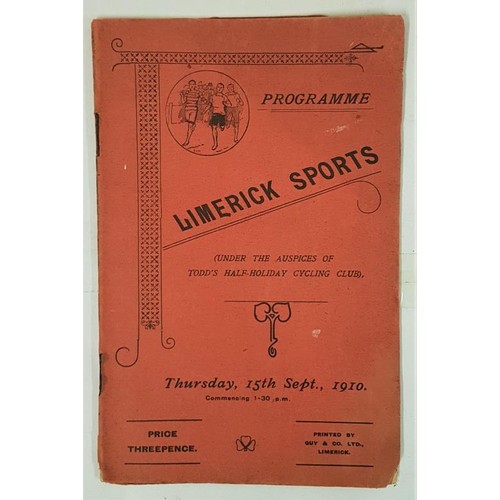 PROGRAMME
LIMERICK SPORTS
(UNDER THE AUSPICES OF
TODD'S HALF-HOLIDAY CYCLING CLUB),
Thursday, 15th Sept., 1910.
Commencing 1-30 p.m.
PRICE
THREEPENCE.
PRINTED BY
GUY & CO. LTD.,
LIMERICK.